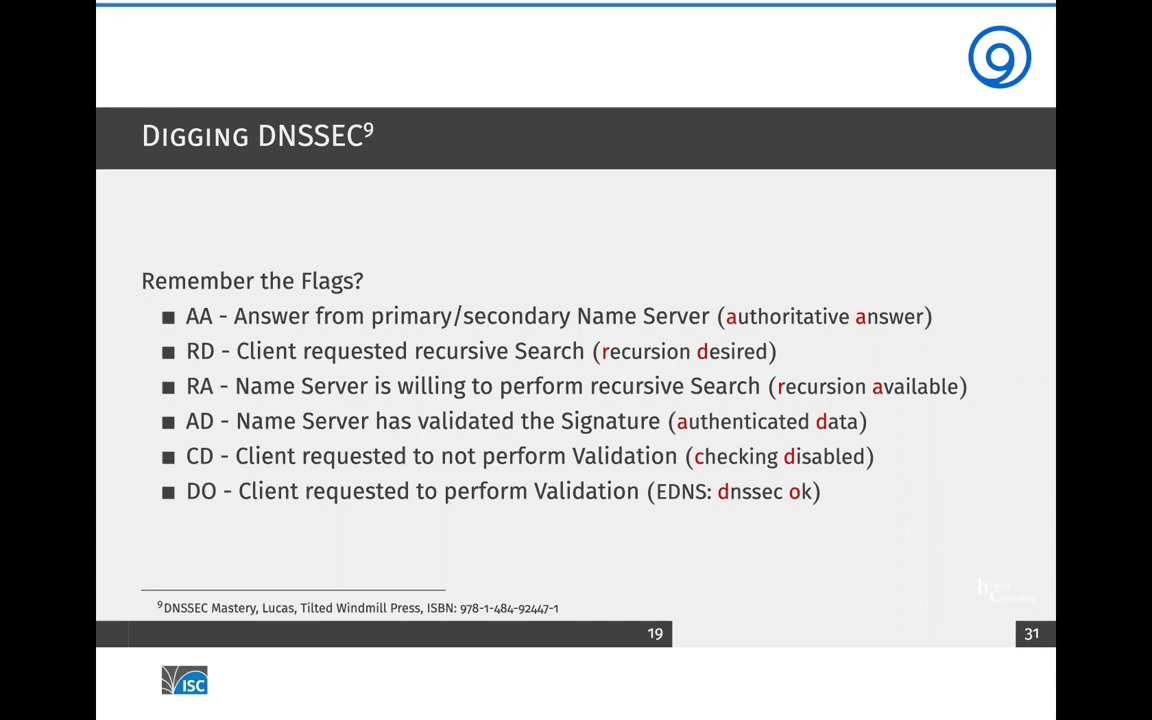 9
Digging DNSSEC⁹
Remember the Flags?
■ AA - Answer from primary/secondary Name Server (authoritative answer)
■ RD - Client requested recursive Search (recursion desired)
■ RA - Name Server is willing to perform recursive Search (recursion available)
■ AD - Name Server has validated the Signature (authenticated data)
■ CD - Client requested to not perform Validation (checking disabled)
■ DO - Client requested to perform Validation (EDNS: dnssec ok)
⁹DNSSEC Mastery, Lucas, Tilted Windmill Press, ISBN: 978-1-484-92447-1
19
31
ISC